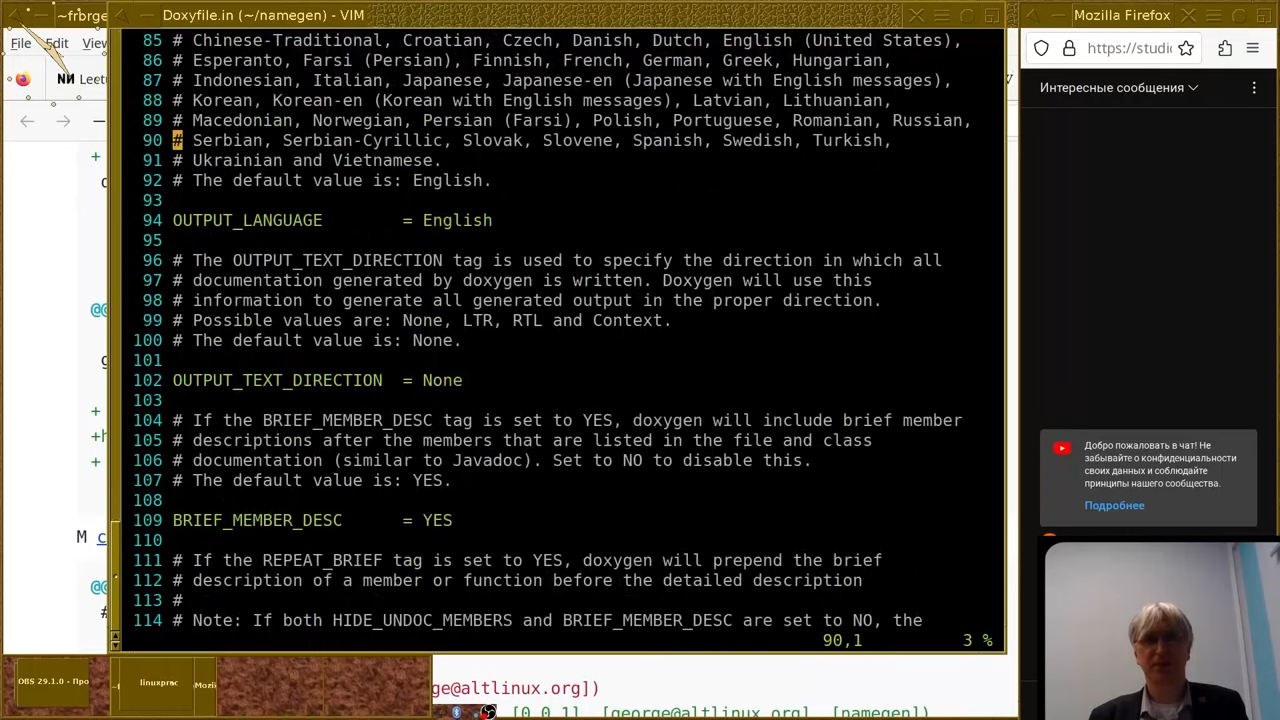 ~frbrge
Doxyfile.in (~/namegen) - VIM
Mozilla Firefox
File Edit View
Lectu
https://studi
Интересные сообщения
85 # Chinese-Traditional, Croatian, Czech, Danish, Dutch, English (United States),
86 # Esperanto, Farsi (Persian), Finnish, French, German, Greek, Hungarian,
87 # Indonesian, Italian, Japanese, Japanese-en (Japanese with English messages),
88 # Korean, Korean-en (Korean with English messages), Latvian, Lithuanian,
89 # Macedonian, Norwegian, Persian (Farsi), Polish, Portuguese, Romanian, Russian,
90 # Serbian, Serbian-Cyrillic, Slovak, Slovene, Spanish, Swedish, Turkish,
91 # Ukrainian and Vietnamese.
92 # The default value is: English.
93
94 OUTPUT_LANGUAGE = English
95
96 # The OUTPUT_TEXT_DIRECTION tag is used to specify the direction in which all
97 # documentation generated by doxygen is written. Doxygen will use this
98 # information to generate all generated output in the proper direction.
99 # Possible values are: None, LTR, RTL and Context.
100 # The default value is: None.
101
102 OUTPUT_TEXT_DIRECTION = None
103
104 # If the BRIEF_MEMBER_DESC tag is set to YES, doxygen will include brief member
105 # descriptions after the members that are listed in the file and class
106 # documentation (similar to Javadoc). Set to NO to disable this.
107 # The default value is: YES.
108
109 BRIEF_MEMBER_DESC = YES
110
111 # If the REPEAT_BRIEF tag is set to YES, doxygen will prepend the brief
112 # description of a member or function before the detailed description
113 #
114 # Note: If both HIDE_UNDOC_MEMBERS and BRIEF_MEMBER_DESC are set to NO, the
90,1 3 %
+
@@
+
+h
+
M c
@@
#
Добро пожаловать в чат! Не
забывайте о конфиденциальности
своих данных и соблюдайте
принципы нашего сообщества.
Подробнее
OBS 29.1.0 - Про
linuxprac
Mozi
ge@altlinux.org])
[0.0.1], [george@altlinux.org], [namegen])